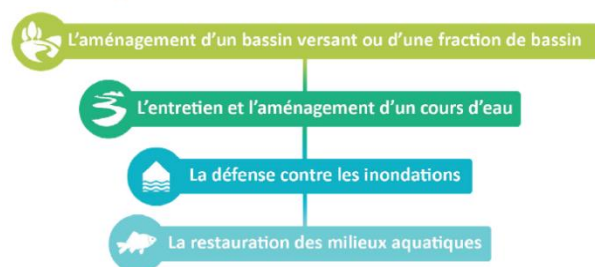 L'aménagement d'un bassin versant ou d'une fraction de bassin
L'entretien et l'aménagement d'un cours d'eau
La défense contre les inondations
La restauration des milieux aquatiques